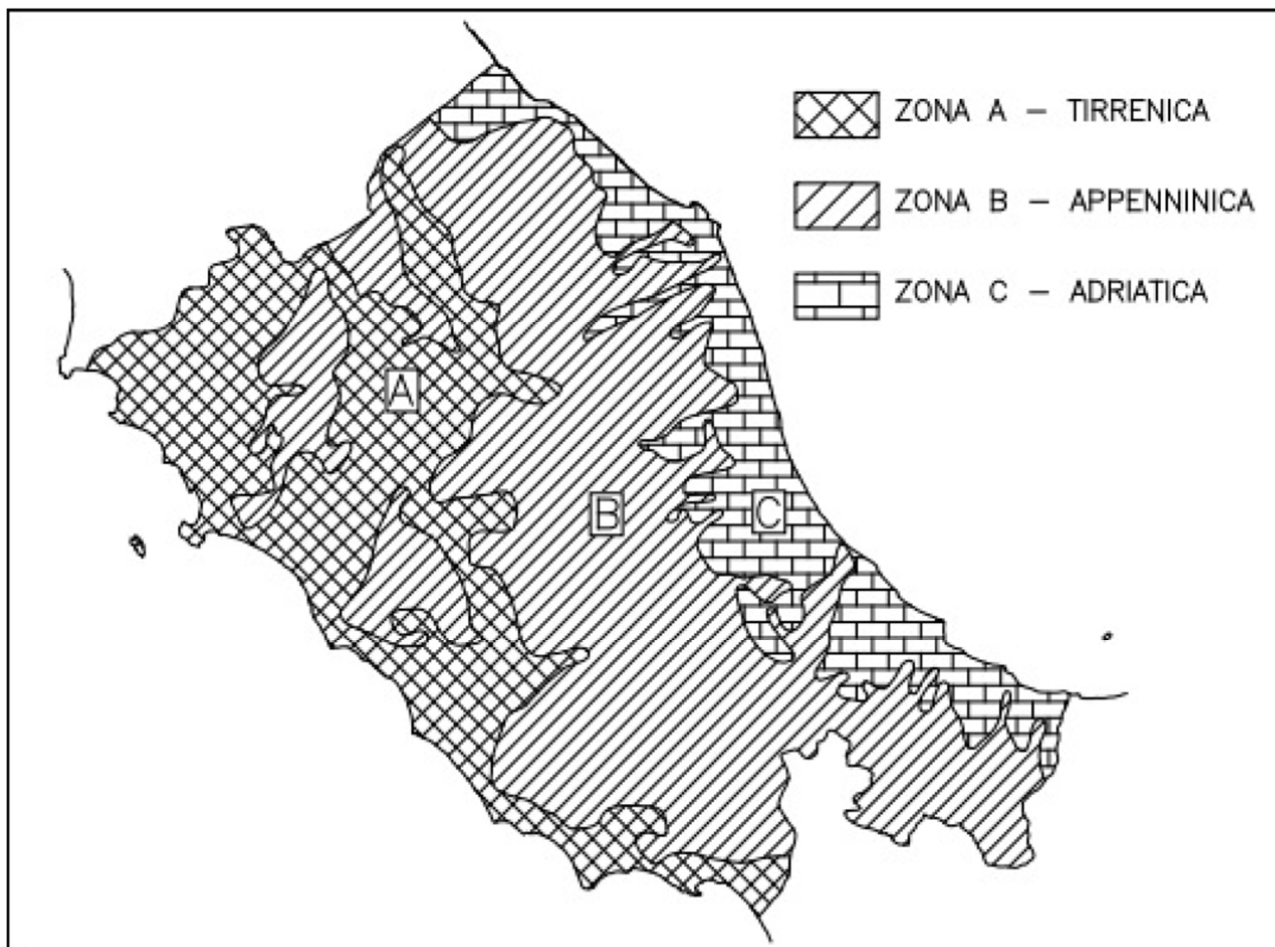 ZONA A – TIRRENICA
ZONA B – APPENNINICA
ZONA C – ADRIATICA
A
B
C